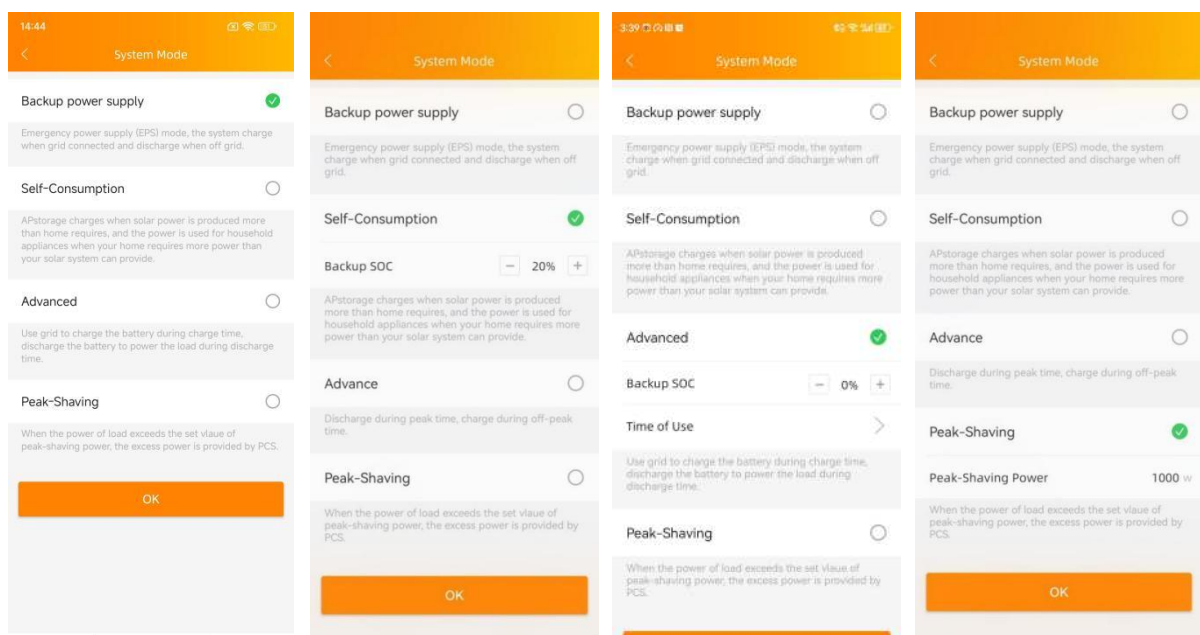 14:44
System Mode
Backup power supply
Emergency power supply (EPS) mode, the system charge
when grid connected and discharge when off grid.
Self-Consumption
APstorage charges when solar power is produced more
than home requires, and the power is used for household
appliances when your home requires more power than
your solar system can provide.
Advanced
Use grid to charge the battery during charge time,
discharge the battery to power the load during discharge
time.
Peak-Shaving
When the power of load exceeds the set vlaue of
peak-shaving power, the excess power is provided by PCS.
OK
System Mode
Backup power supply
Emergency power supply (EPS) mode, the system
charge when grid connected and discharge when off
grid.
Self-Consumption
Backup SOC
− 20% +
APstorage charges when solar power is produced
more than home requires, and the power is used for
household appliances when your home requires more
power than your solar system can provide.
Advance
Discharge during peak time, charge during off-peak
time.
Peak-Shaving
When the power of load exceeds the set vlaue of
peak-shaving power, the excess power is provided by
PCS.
OK
3:39
System Mode
Backup power supply
Emergency power supply (EPS) mode, the system
charge when grid connected and discharge when off
grid.
Self-Consumption
APstorage charges when solar power is produced
more than home requires, and the power is used for
household appliances when your home requires more
power than your solar system can provide.
Advanced
Backup SOC
− 0% +
Time of Use
Use grid to charge the battery during charge time,
discharge the battery to power the load during
discharge time.
Peak-Shaving
When the power of load exceeds the set vlaue of
peak-shaving power, the excess power is provided by
PCS.
System Mode
Backup power supply
Emergency power supply (EPS) mode, the system
charge when grid connected and discharge when off
grid.
Self-Consumption
APstorage charges when solar power is produced
more than home requires, and the power is used for
household appliances when your home requires more
power than your solar system can provide.
Advance
Discharge during peak time, charge during off-peak
time.
Peak-Shaving
Peak-Shaving Power
1000 w
When the power of load exceeds the set vlaue of
peak-shaving power, the excess power is provided by
PCS.
OK